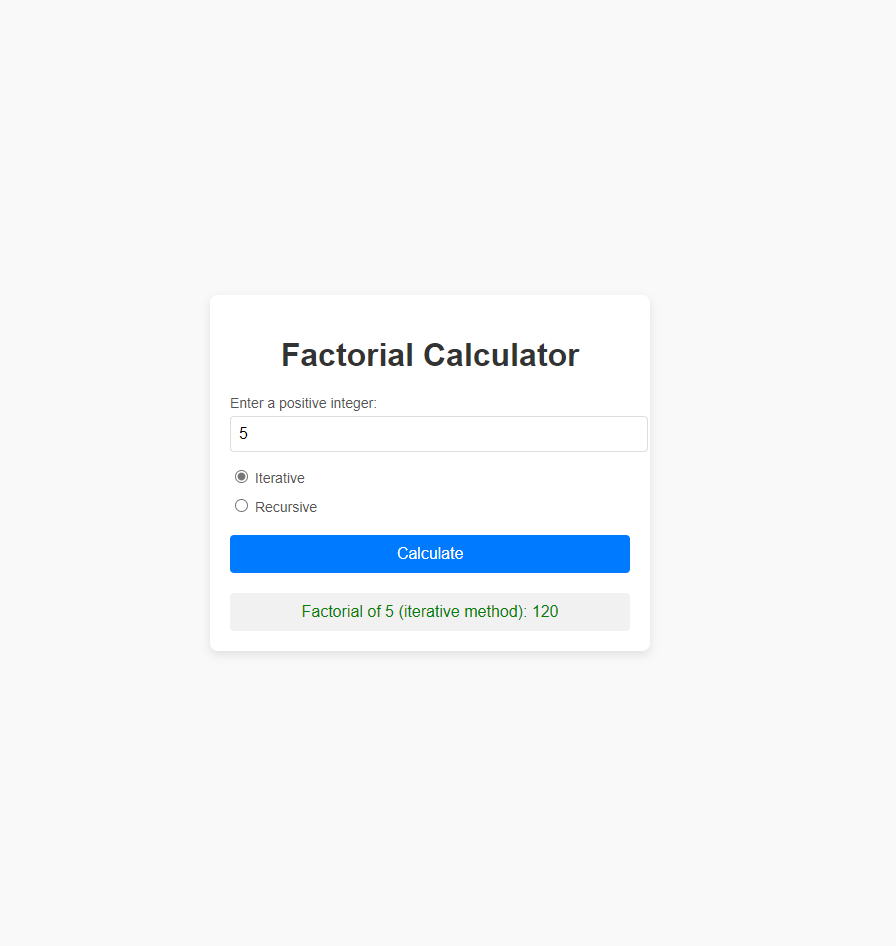 Factorial Calculator
Enter a positive integer:
5
Iterative
Recursive
Calculate
Factorial of 5 (iterative method): 120